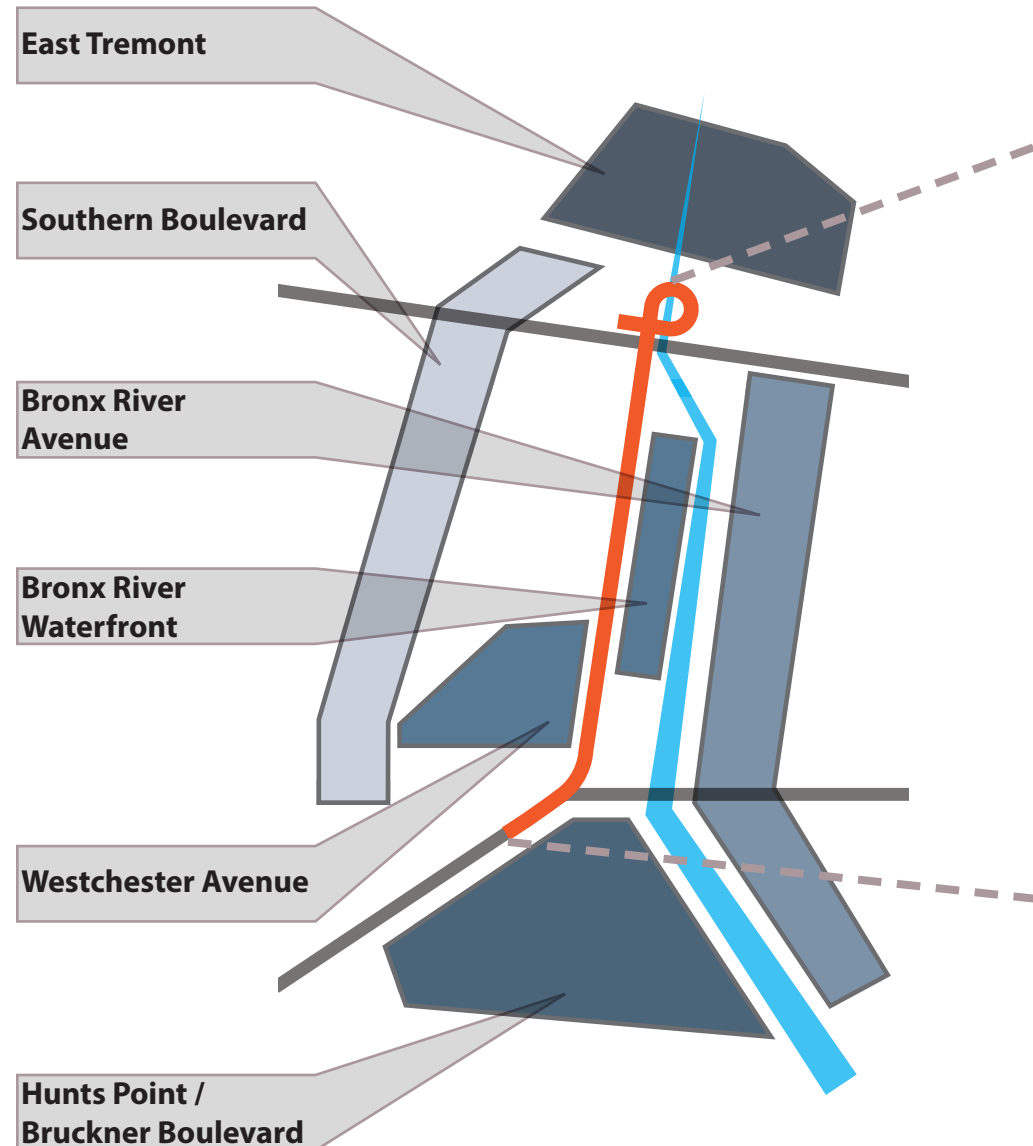 East Tremont
Southern Boulevard
Bronx River
Avenue
Bronx River
Waterfront
Westchester Avenue
Hunts Point /
Bruckner Boulevard